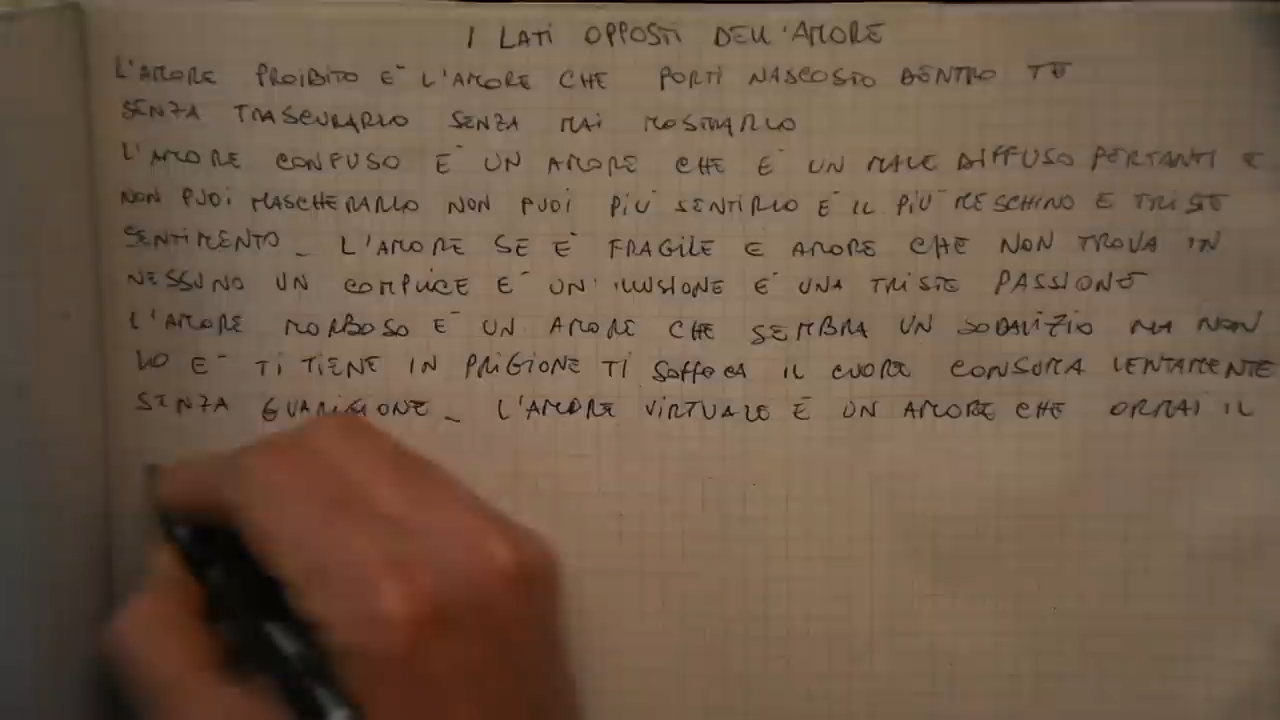 I LATI OPPOSTI DELL'AMORE
L'AMORE PROIBITO E' L'AMORE CHE PORTI NASCOSTO DENTRO TE
SENZA TRASCURARLO SENZA MAI MOSTRARLO
L'AMORE CONFUSO E' UN AMORE CHE E' UN MALE DIFFUSO PERTANTI E
NON PUOI MASCHERARLO NON PUOI PIÙ SENTIRLO E' IL PIÙ MESCHINO E TRISTE
SENTIMENTO_ L'AMORE SE E' FRAGILE E AMORE CHE NON TROVA IN
NESSUNO UN COMPLICE E' UN'ILLUSIONE E' UNA TRISTE PASSIONE
L'AMORE MORBOSO E' UN AMORE CHE SEMBRA UN SODALIZIO MA NON
LO E' TI TIENE IN PRIGIONE TI SOFFOCA IL CUORE CONSUMA LENTAMENTE
SENZA GUARIGIONE_ L'AMORE VIRTUALE E' UN AMORE CHE ORMAI IL